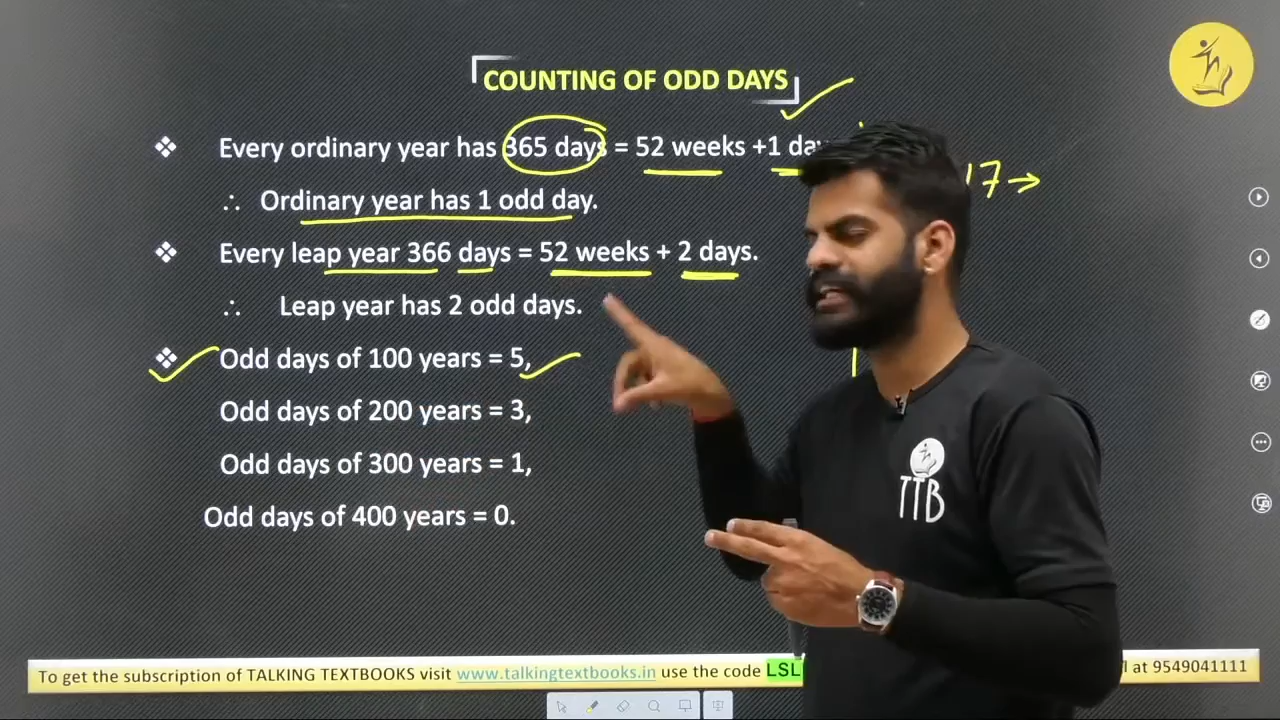 COUNTING OF ODD DAYS
❖ Every ordinary year has 365 days = 52 weeks +1 day
∴ Ordinary year has 1 odd day.
17→
❖ Every leap year 366 days = 52 weeks + 2 days.
∴ Leap year has 2 odd days.
❖ Odd days of 100 years = 5,
Odd days of 200 years = 3,
Odd days of 300 years = 1,
Odd days of 400 years = 0.
TTB
To get the subscription of TALKING TEXTBOOKS visit www.talkingtextbooks.in use the code LSL at 9549041111